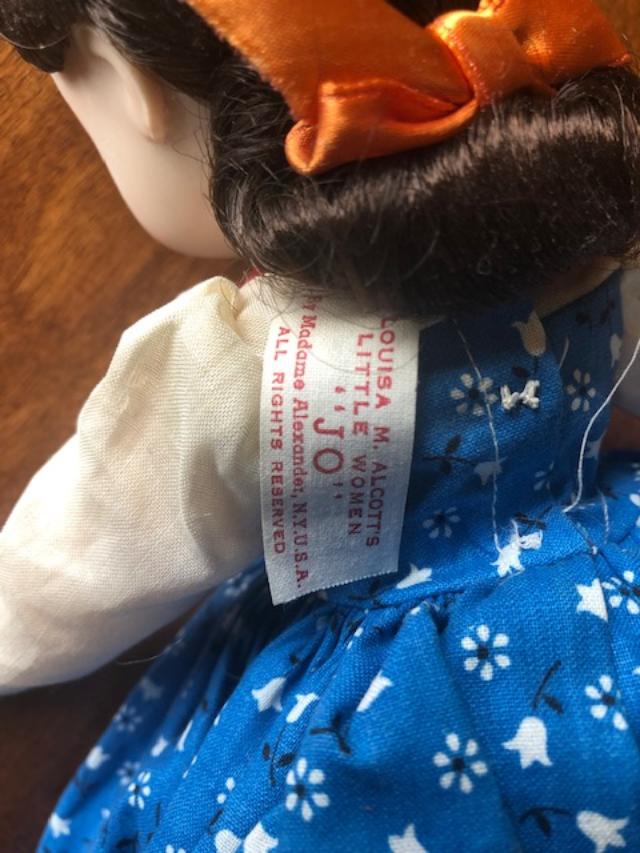 LOUISA M. ALCOTT'S
LITTLE WOMEN
"JO"
By Madame Alexander, N.Y. U.S.A.
ALL RIGHTS RESERVED